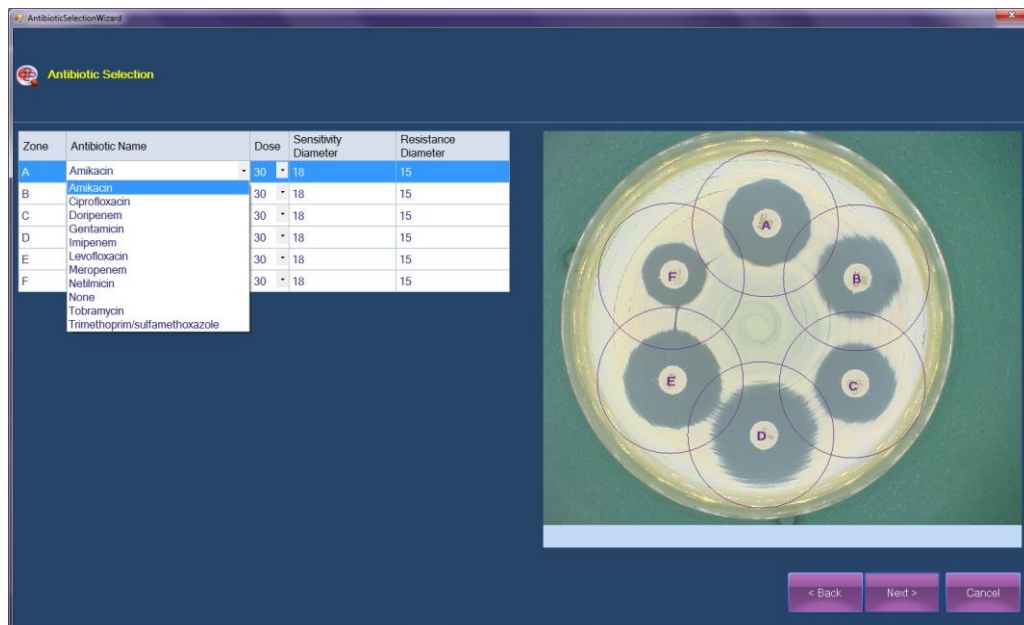 AntibioticSelectionWizard
x
Antibiotic Selection
Zone Antibiotic Name Dose Sensitivity Diameter Resistance Diameter
A Amikacin 30 18 15
B 30 18 15
C 30 18 15
D 30 18 15
E 30 18 15
F 30 18 15
Amikacin
Ciprofloxacin
Doripenem
Gentamicin
Imipenem
Levofloxacin
Meropenem
Netilmicin
None
Tobramycin
Trimethoprim/sulfamethoxazole
A
F
B
E
C
D
< Back Next > Cancel